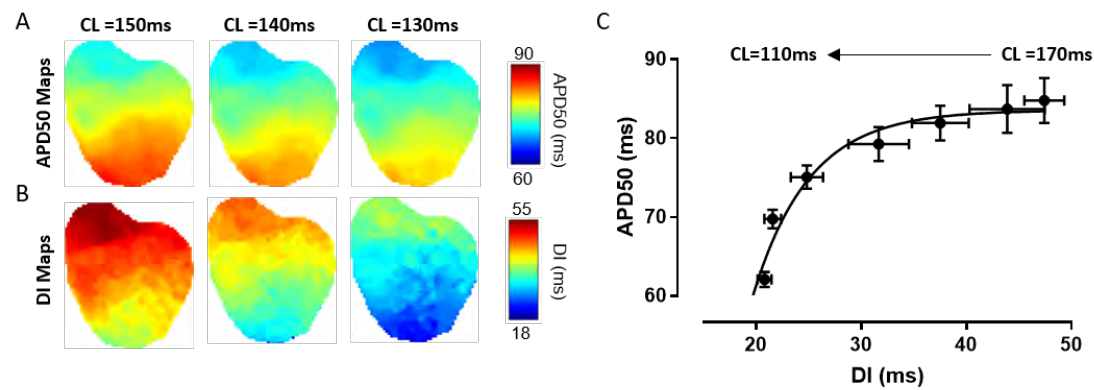 A
CL =150ms
CL =140ms
CL =130ms
APD50 Maps
90
APD50 (ms)
60
B
DI Maps
55
DI (ms)
18
C
CL=110ms
CL =170ms
90
80
70
60
APD50 (ms)
20
30
40
50
DI (ms)